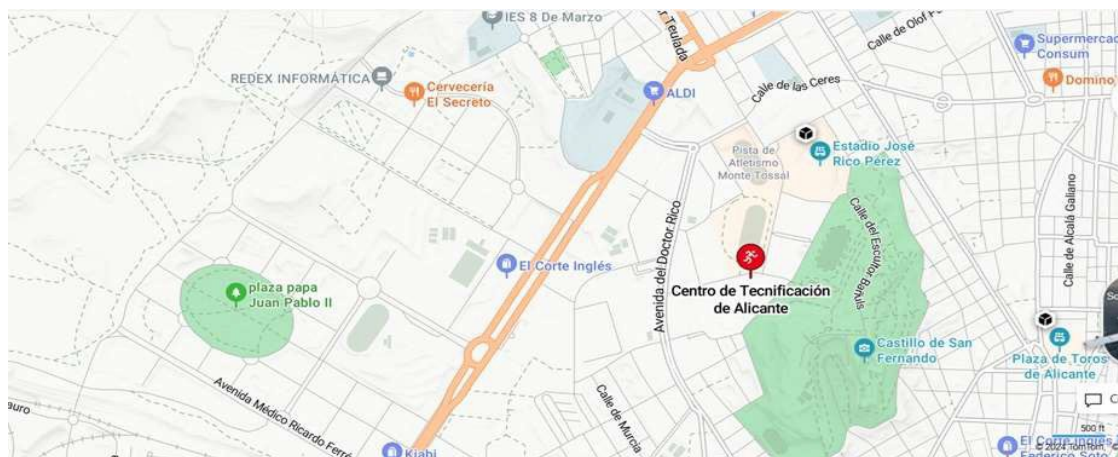 IES 8 De Marzo
Teulada
Calle de Olof
Supermerc
Consum
REDEX INFORMÁTICA
Cervecería
El Secreto
ALDI
Calle de las Ceres
Domino
Pista de
Atletismo
Monte Tossal
Estadio José
Rico Pérez
Calle de Alcalá Galiano
Calle del Escultor Bañuls
Avenida del Doctor Rico
El Corte Inglés
plaza papa
Juan Pablo II
Centro de Tecnificación
de Alicante
Castillo de San
Fernando
Plaza de Toros
de Alicante
Avenida Médico Ricardo Ferré
auro
Calle de Murcia
C
500 ft
Kiabi
El Corte Inglés
Federico Soto
© 2024 TomTom, ©